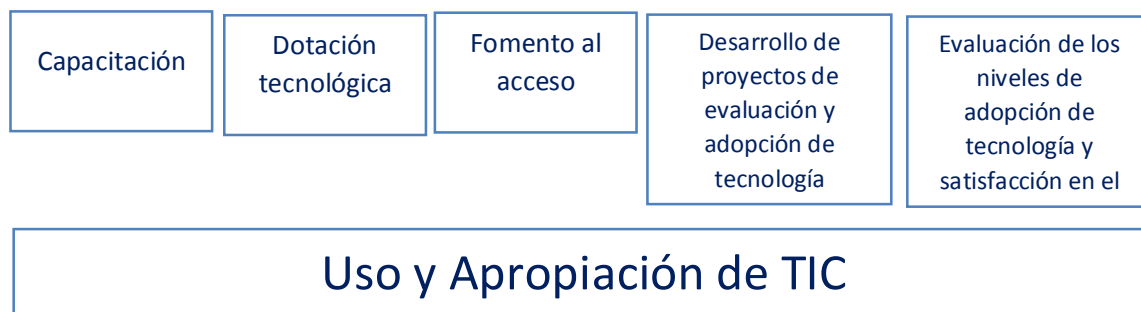 Capacitación
Dotación
tecnológica
Fomento al
acceso
Desarrollo de
proyectos de
evaluación y
adopción de
tecnología
Evaluación de los
niveles de
adopción de
tecnología y
satisfacción en el
Uso y Apropiación de TIC